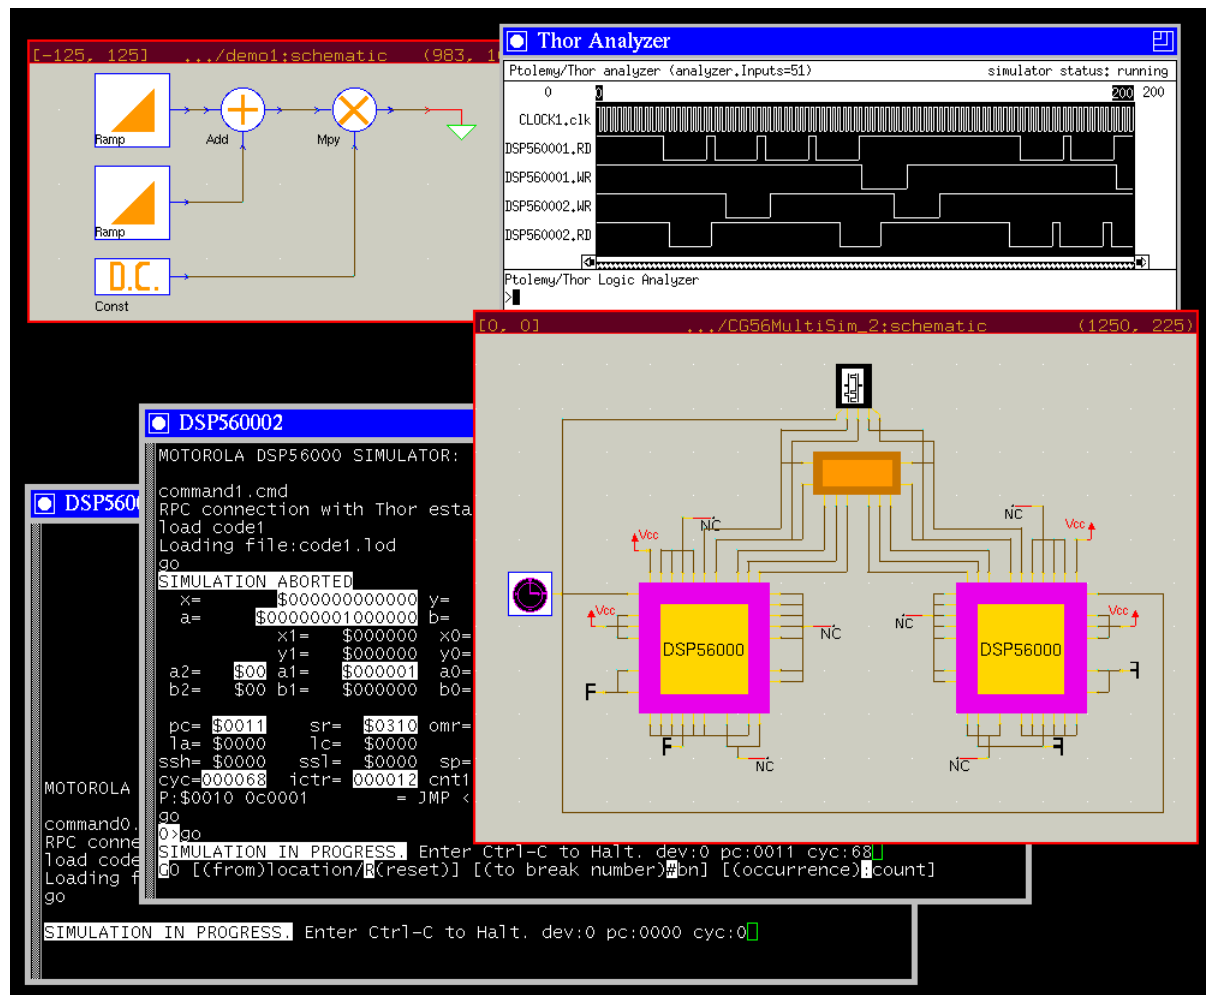 [-125, 125] .../demo1:schematic (983,
Ramp
Add
Mpy
Ramp
D.C.
Const
Thor Analyzer
Ptolemy/Thor analyzer (analyzer.Inputs=51) simulator status: running
0 0 200 200
CLOCK1.clk
DSP560001.RD
DSP560001.WR
DSP560002.WR
DSP560002.RD
Ptolemy/Thor Logic Analyzer
>
[0, 0] .../CG56MultiSim_2:schematic (1250, 225)
NC
NC
Vcc
Vcc
Vcc
Vcc
NC
NC
DSP56000
DSP56000
F
F
F
F
NC
NC
DSP560002
MOTOROLA DSP56000 SIMULATOR:
command1.cmd
RPC connection with Thor esta
load code1
Loading file:code1.lod
go
SIMULATION ABORTED
x= $000000000000 y=
a= $00000001000000 b=
x1= $000000 x0=
y1= $000000 y0=
a2= $00 a1= $000001 a0=
b2= $00 b1= $000000 b0=
pc= $0011 sr= $0310 omr=
la= $0000 lc= $0000
ssh= $0000 ssl= $0000 sp=
cyc=000068 ictr= 000012 cnt1
P:$0010 0c0001 = JMP <
go
0>go
SIMULATION IN PROGRESS. Enter Ctrl-C to Halt. dev:0 pc:0011 cyc:68
GO [(from)location/R(reset)] [(to break number)#bn] [(occurrence):count]
DSP560
MOTOROLA
command0.
RPC conne
load code
Loading f
go
SIMULATION IN PROGRESS. Enter Ctrl-C to Halt. dev:0 pc:0000 cyc:0